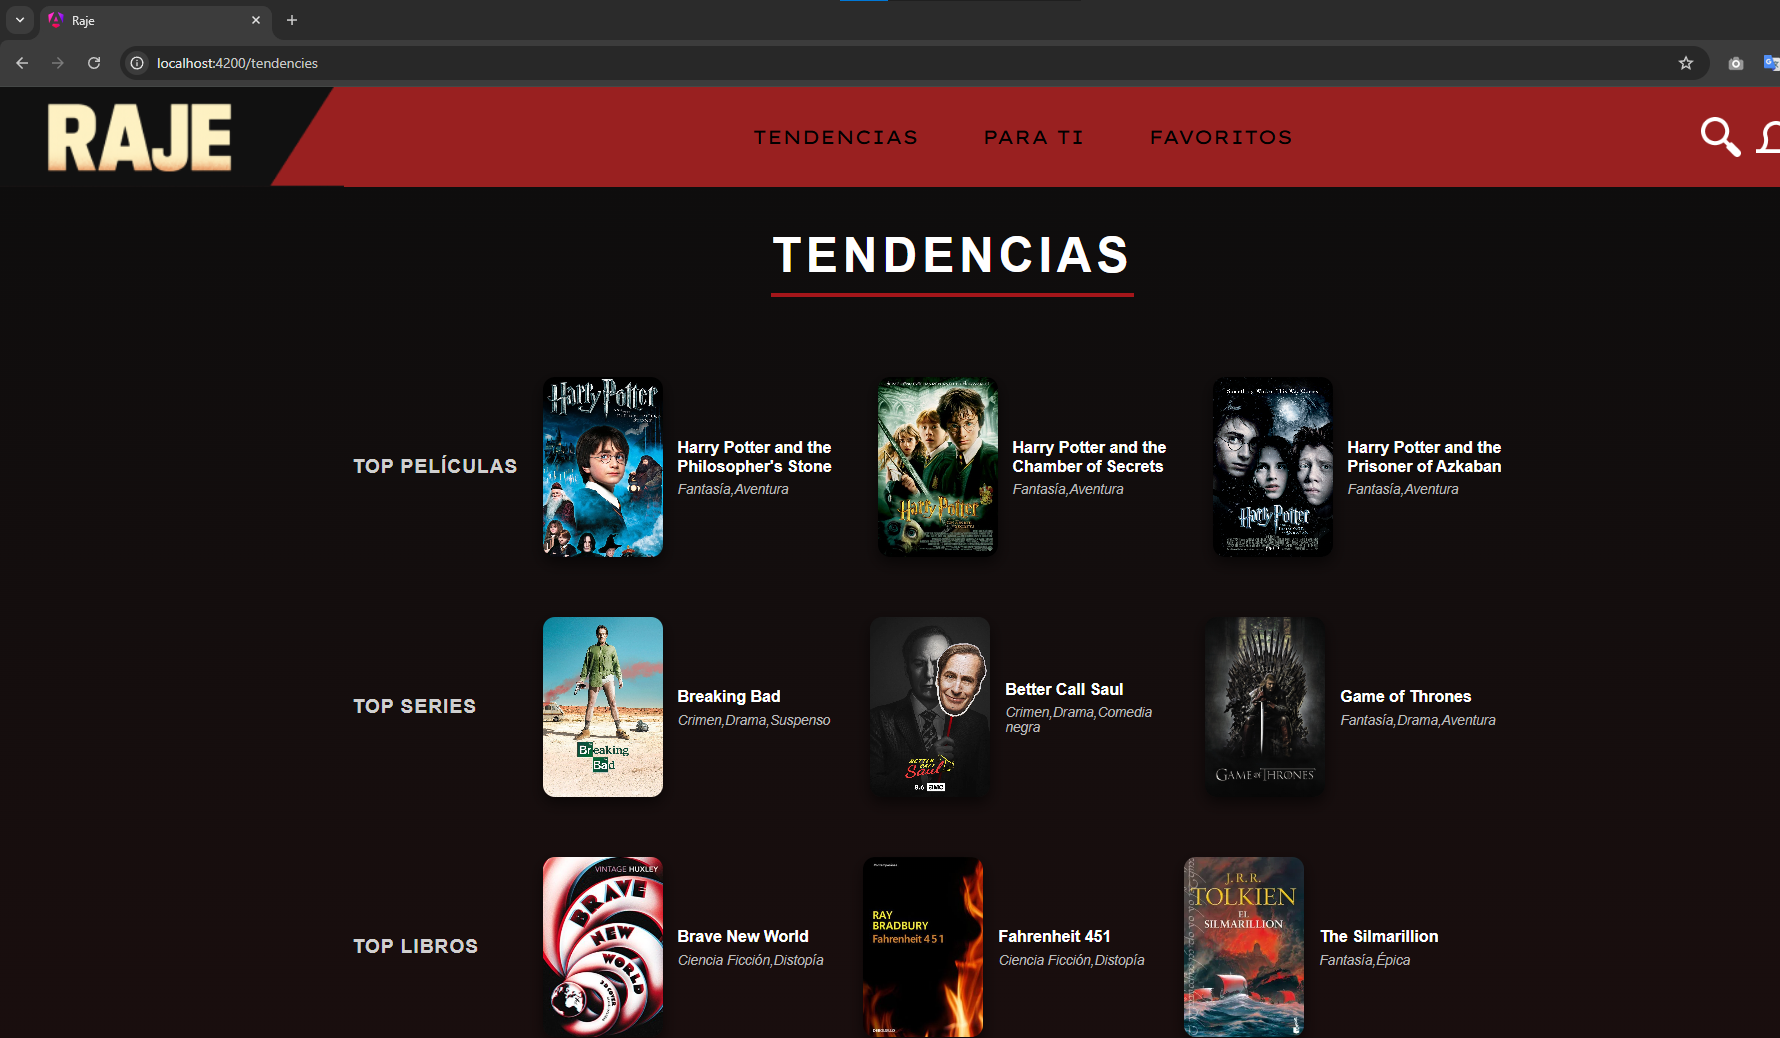 Raje
localhost:4200/tendencies
RAJE
TENDENCIAS
PARA TI
FAVORITOS
TENDENCIAS
TOP PELÍCULAS
Harry Potter
Harry Potter and the
Philosopher's Stone
Fantasía,Aventura
Harry Potter
Harry Potter and the
Chamber of Secrets
Fantasía,Aventura
Harry Potter
Harry Potter and the
Prisoner of Azkaban
Fantasía,Aventura
TOP SERIES
Breaking
Bad
Breaking Bad
Crimen,Drama,Suspenso
BETTER
CALL
Saul
8.6 AMC
Better Call Saul
Crimen,Drama,Comedia
negra
GAME OF THRONES
Game of Thrones
Fantasía,Drama,Aventura
TOP LIBROS
VINTAGE HUXLEY
BRAVE
NEW
WORLD
Brave New World
Ciencia Ficción,Distopía
RAY
BRADBURY
Fahrenheit 451
DEBOLSILLO
Fahrenheit 451
Ciencia Ficción,Distopía
J. R. R.
TOLKIEN
EL
SILMARILLION
The Silmarillion
Fantasía,Épica